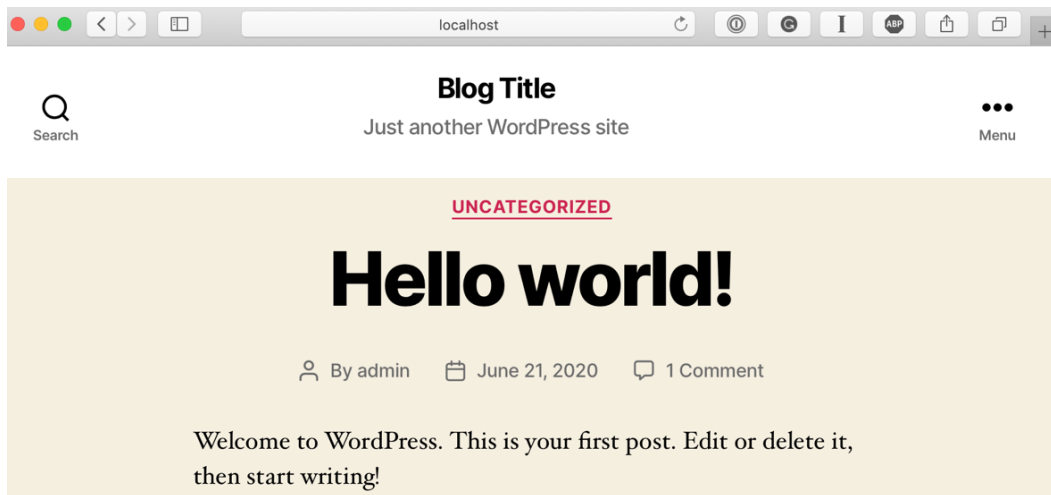 localhost
ABP
Blog Title
Just another WordPress site
Search
Menu
UNCATEGORIZED
Hello world!
By admin June 21, 2020 1 Comment
Welcome to WordPress. This is your first post. Edit or delete it,
then start writing!